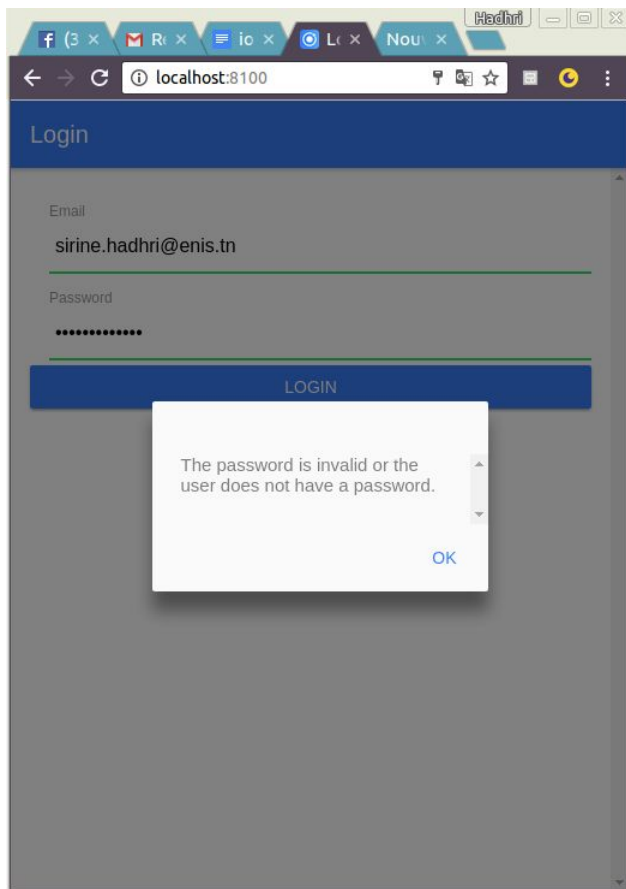 Hadhri
(3
R
io
L
Nou
localhost:8100
Login
Email
sirine.hadhri@enis.tn
Password
LOGIN
The password is invalid or the
user does not have a password.
OK